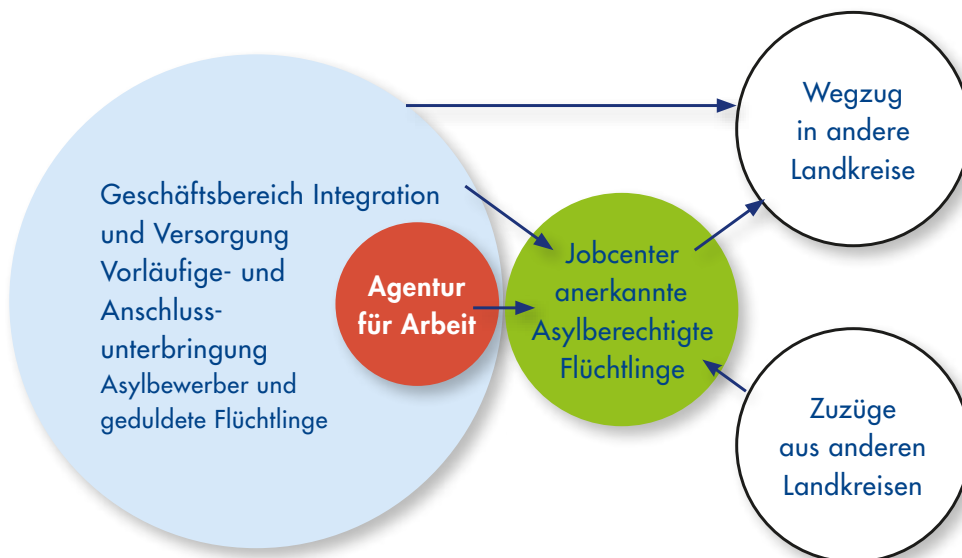 Geschäftsbereich Integration
und Versorgung
Vorläufige- und
Anschluss-
unterbringung
Asylbewerber und
geduldete Flüchtlinge
Agentur
für Arbeit
Jobcenter
anerkannte
Asylberechtigte
Flüchtlinge
Wegzug
in andere
Landkreise
Zuzüge
aus anderen
Landkreisen